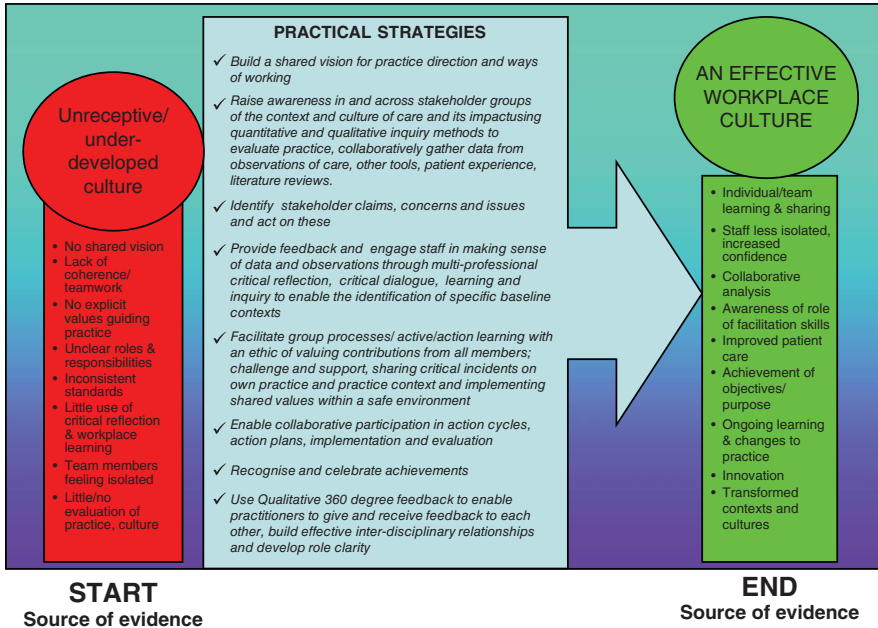 Unreceptive/
under-
developed
culture
• No shared vision
• Lack of
coherence/
teamwork
• No explicit
values guiding
practice
• Unclear roles &
responsibilities
• Inconsistent
standards
• Little use of
critical reflection
& workplace
learning
• Team members
feeling isolated
• Little/no
evaluation of
practice, culture
START
Source of evidence
PRACTICAL STRATEGIES
✓ Build a shared vision for practice direction and ways
of working
✓ Raise awareness in and across stakeholder groups
of the context and culture of care and its impactusing
quantitative and qualitative inquiry methods to
evaluate practice, collaboratively gather data from
observations of care, other tools, patient experience,
literature reviews.
✓ Identify stakeholder claims, concerns and issues
and act on these
✓ Provide feedback and engage staff in making sense
of data and observations through multi-professional
critical reflection, critical dialogue, learning and
inquiry to enable the identification of specific baseline
contexts
✓ Facilitate group processes/ active/action learning with
an ethic of valuing contributions from all members;
challenge and support, sharing critical incidents on
own practice and practice context and implementing
shared values within a safe environment
✓ Enable collaborative participation in action cycles,
action plans, implementation and evaluation
✓ Recognise and celebrate achievements
✓ Use Qualitative 360 degree feedback to enable
practitioners to give and receive feedback to each
other, build effective inter-disciplinary relationships
and develop role clarity
AN EFFECTIVE
WORKPLACE
CULTURE
• Individual/team
learning & sharing
• Staff less isolated,
increased
confidence
• Collaborative
analysis
• Awareness of role
of facilitation skills
• Improved patient
care
• Achievement of
objectives/
purpose
• Ongoing learning
& changes to
practice
• Innovation
• Transformed
contexts and
cultures
END
Source of evidence